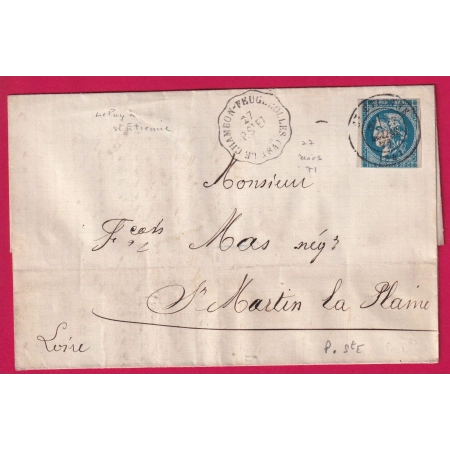 Le Puy à
St Etienne
LE CHAMBON-FEUGEROLLES
27
mars
71
Monsieur
Fçois Mas négt
St Martin la Plaine
Loire
P. StE